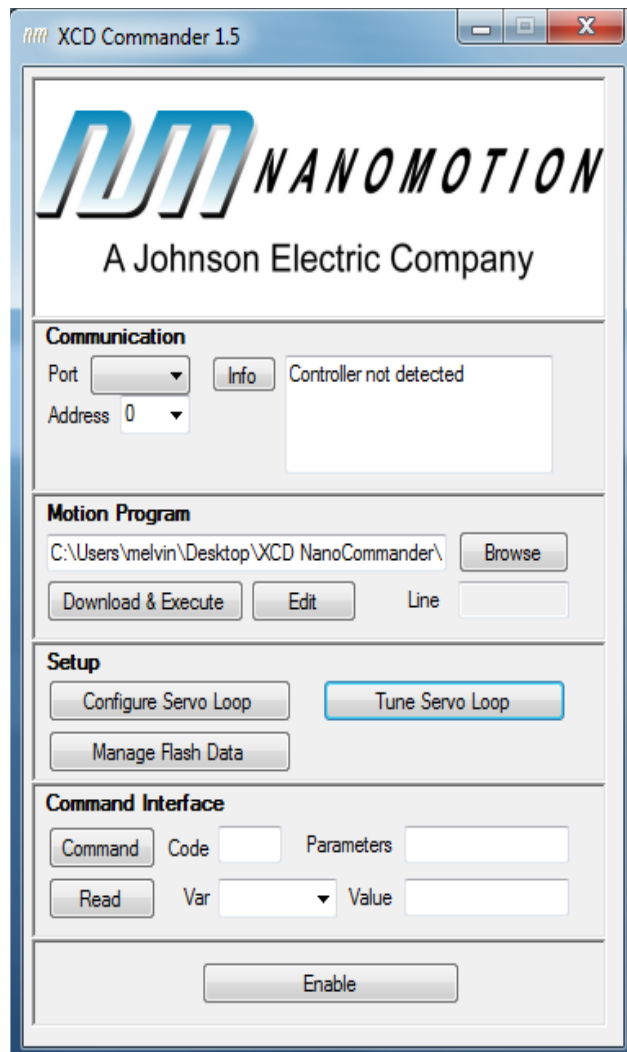 nm XCD Commander 1.5
nm NANOMOTION
A Johnson Electric Company
Communication
Port Info Controller not detected
Address 0
Motion Program
C:\Users\melvin\Desktop\XCD NanoCommander\ Browse
Download & Execute Edit Line
Setup
Configure Servo Loop Tune Servo Loop
Manage Flash Data
Command Interface
Command Code Parameters
Read Var Value
Enable